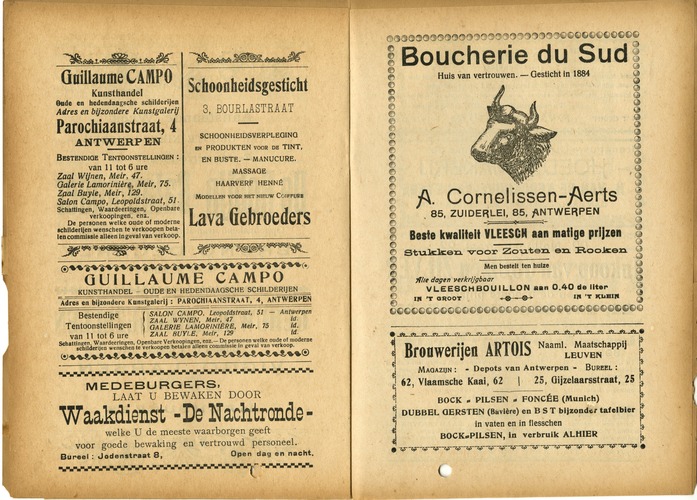 Guillaume CAMPO
Kunsthandel
Oude en hedendaagsche schilderijen
Adres en bijzondere Kunstgalerij
Parochiaanstraat, 4
ANTWERPEN
BESTENDIGE TENTOONSTELLINGEN :
van 11 tot 6 ure
Zaal Wijnen, Meir, 47.
Galerie Lamorinière, Meir, 75.
Zaal Buyle, Meir, 129.
Salon Campo, Leopoldstraat, 51.
Schattingen, Waardeeringen, Openbare
verkoopingen, enz.
De personen welke oude of moderne
schilderijen wenschen te verkoopen beta-
len commissie alleen in geval van verkoop.
Schoonheidsgesticht
3, BOURLASTRAAT
SCHOONHEIDSVERPLEGING
EN PRODUKTEN VOOR DE TINT,
EN BUSTE. — MANUCURE.
MASSAGE
HAARVERF HENNÉ
MODELLEN VOOR HET NIEUW COIFFURE
Lava Gebroeders
GUILLAUME CAMPO
KUNSTHANDEL — OUDE EN HEDENDAAGSCHE SCHILDERIJEN
Adres en bijzondere Kunstgalerij : PAROCHIAANSTRAAT, 4, ANTWERPEN
Bestendige
Tentoonstellingen
van 11 tot 6 ure
SALON CAMPO, Leopoldstraat, 51 — Antwerpen
ZAAL WYNEN, Meir, 47 id.
GALERIE LAMORINIÈRE, Meir, 75 id.
ZAAL BUYLE, Meir, 129 id.
Schattingen, Waardeeringen, Openbare Verkoopingen, enz. — De personen welke oude of moderne
schilderijen wenschen te verkoopen betalen alleen commissie in geval van verkoop.
MEDEBURGERS,
LAAT U BEWAKEN DOOR
Waakdienst - De Nachtronde -
welke U de meeste waarborgen geeft
voor goede bewaking en vertrouwd personeel.
Bureel : Jodenstraat 8, Open dag en nacht.
Boucherie du Sud
Huis van vertrouwen. — Gesticht in 1884
A. Cornelissen-Aerts
85, ZUIDERLEI, 85, ANTWERPEN
Beste kwaliteit VLEESCH aan matige prijzen
Stukken voor Zouten en Rooken
Men bestelt ten huize
Alle dagen verkrijgbaar
VLEESCHBOUILLON aan 0,40 de liter
IN 'T GROOT IN 'T KLEIN
Brouwerijen ARTOIS Naaml. Maatschappij
LEUVEN
MAGAZIJN : - Depots van Antwerpen - BUREEL :
62, Vlaamsche Kaai, 62 | 25, Gijzelaarsstraat, 25
BOCK - PILSEN - FONCÉE (Munich)
DUBBEL GERSTEN (Bavière) en B S T bijzonder tafelbier
in vaten en in flesschen
BOCK-PILSEN, in verbruik ALHIER